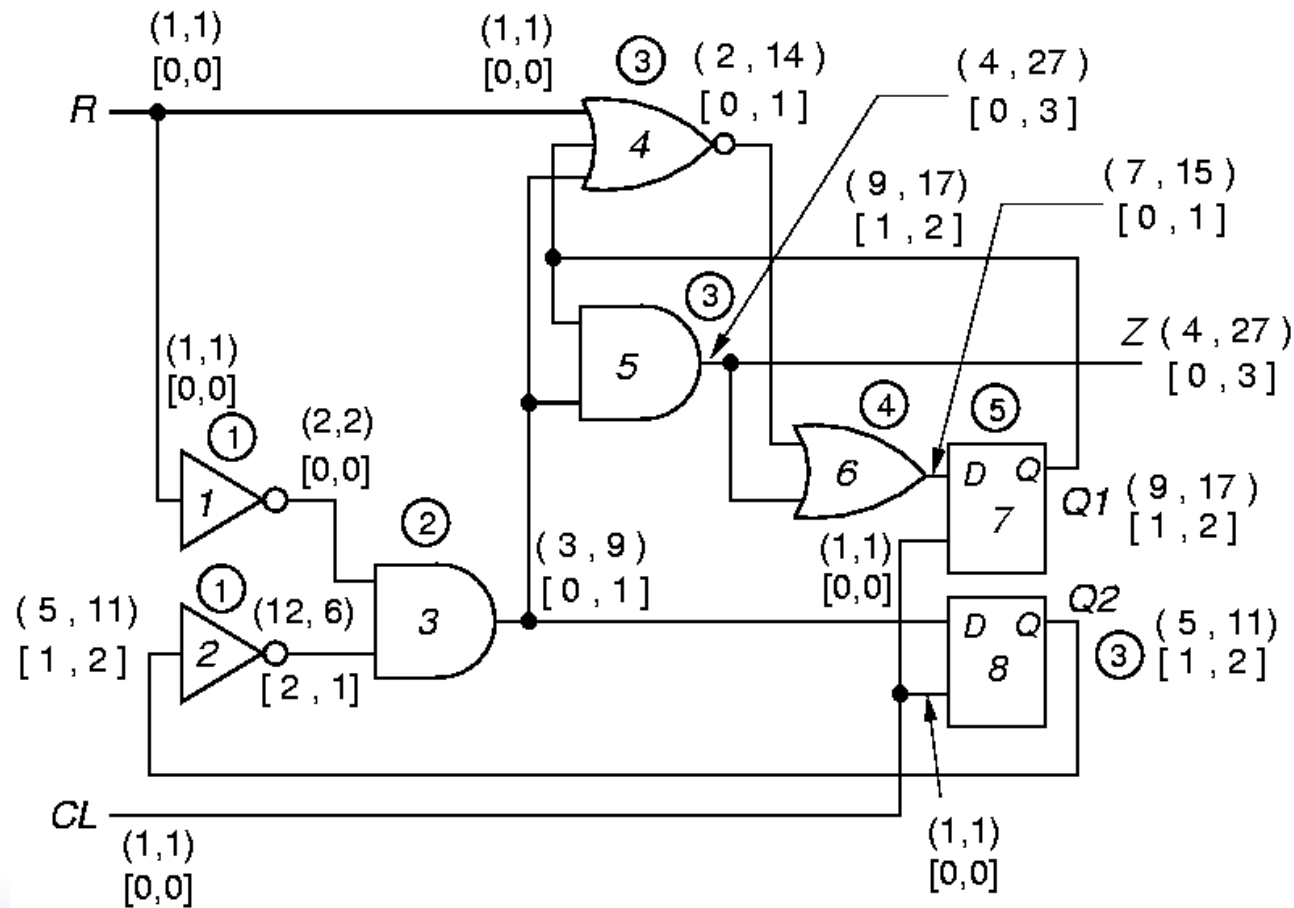 (1,1)
[0,0]
(1,1)
[0,0]
③
(2 , 14)
[0 , 1]
(4 , 27)
[0 , 3]
R
4
(9 , 17)
[1 , 2]
(7 , 15)
[0 , 1]
③
5
Z (4 , 27)
[0 , 3]
(1,1)
[0,0]
①
(2,2)
[0,0]
④
⑤
1
6
D Q
7
Q1 (9 , 17)
[1 , 2]
②
①
(3 , 9)
[0 , 1]
(1,1)
[0,0]
(5 , 11)
[1 , 2]
(12, 6)
[2 , 1]
2
3
D Q
8
Q2
③
(5 , 11)
[1 , 2]
CL
(1,1)
[0,0]
(1,1)
[0,0]